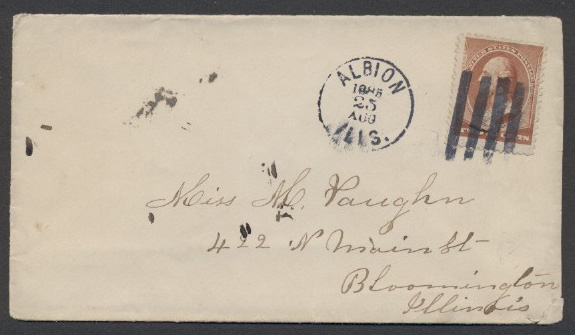 ALBION
1885
25
AUG
ILLS.
Miss M. Vaughn
422 N Main St
Bloomington
Illinois